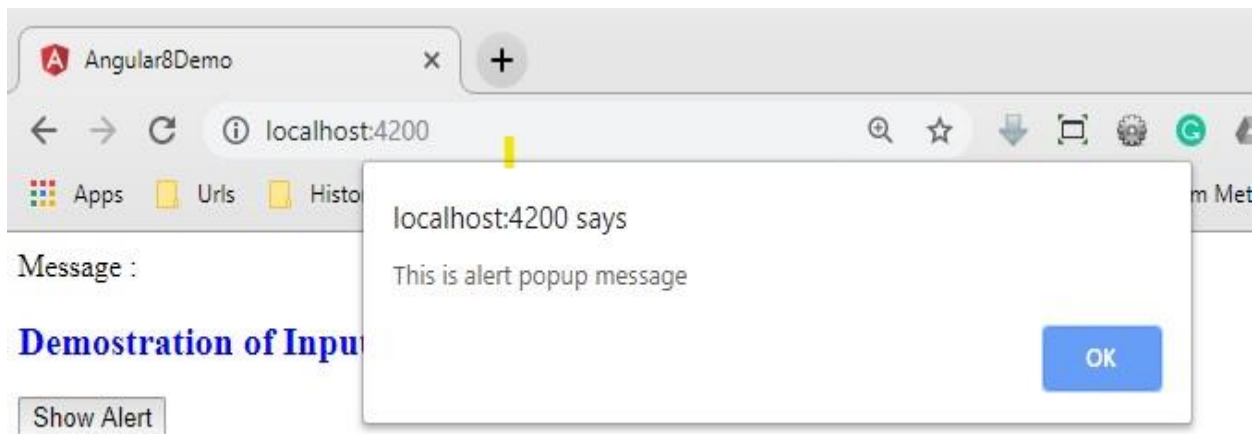 Angular8Demo
localhost:4200
Apps Urls Histo
m Met
localhost:4200 says
This is alert popup message
OK
Message :
Demostration of Input
Show Alert